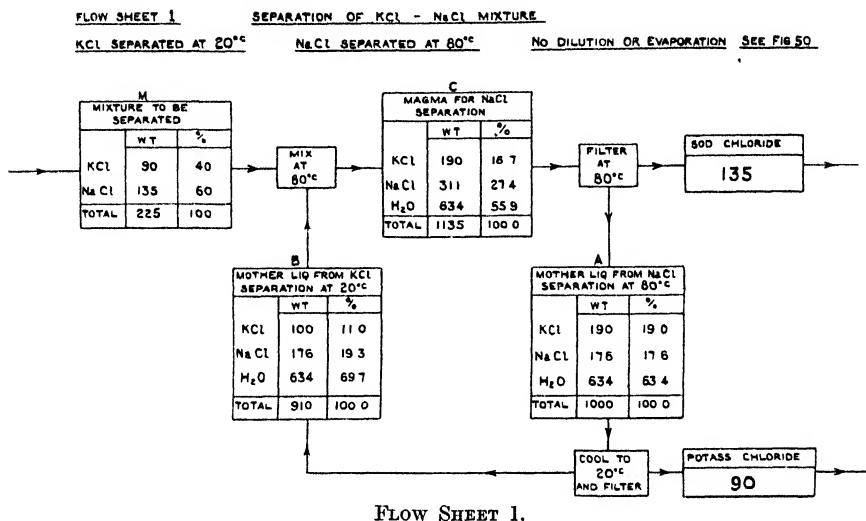 FLOW SHEET 1 SEPARATION OF KCl - NaCl MIXTURE
KCl SEPARATED AT 20°C NaCl SEPARATED AT 80°C NO DILUTION OR EVAPORATION SEE FIG 50
M
MIXTURE TO BE
SEPARATED
WT %
KCl 90 40
NaCl 135 60
TOTAL 225 100
MIX
AT
80°C
C
MAGMA FOR NaCl
SEPARATION
WT %
KCl 190 16 7
NaCl 311 27 4
H2O 634 55 9
TOTAL 1135 100 0
FILTER
AT
80°C
SOD CHLORIDE
135
B
MOTHER LIQ FROM KCl
SEPARATION AT 20°C
WT %
KCl 100 11 0
NaCl 176 19 3
H2O 634 69 7
TOTAL 910 100 0
A
MOTHER LIQ FROM NaCl
SEPARATION AT 80°C
WT %
KCl 190 19 0
NaCl 176 17 6
H2O 634 63 4
TOTAL 1000 100 0
COOL TO
20°C
AND FILTER
POTASS CHLORIDE
90
FLOW SHEET 1.